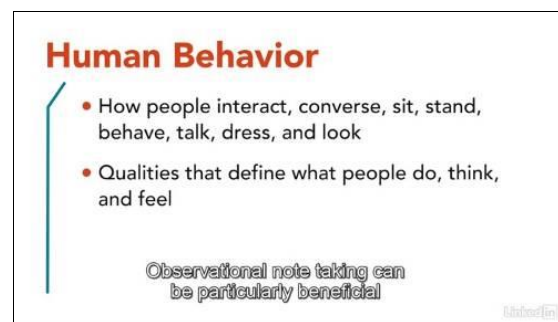 Human Behavior
• How people interact, converse, sit, stand,
behave, talk, dress, and look
• Qualities that define what people do, think,
and feel
Observational note taking can
be particularly beneficial
Linked in